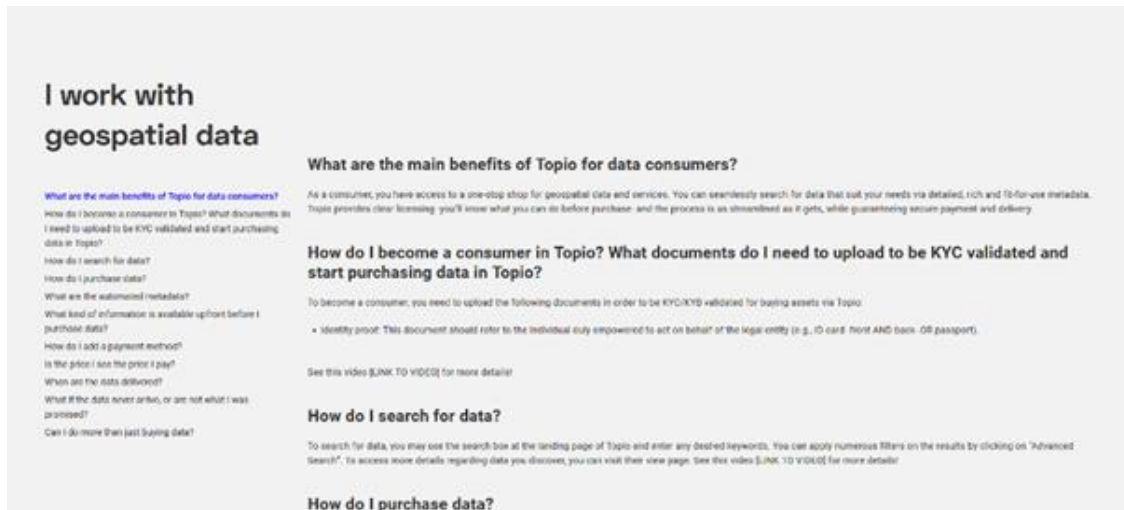 I work with
geospatial data
What are the main benefits of Topio for data consumers?
How do I become a consumer in Topio? What documents do
I need to upload to be KYC validated and start purchasing
data in Topio?
How do I search for data?
How do I purchase data?
What are the automated metadata?
What kind of information is available upfront before I
purchase data?
How do I add a payment method?
Is the price I see the price I pay?
When are the data delivered?
What if the data never arrive, or are not what I was
promised?
Can I do more than just buying data?
What are the main benefits of Topio for data consumers?
As a consumer, you have access to a one-stop shop for geospatial data and services. You can seamlessly search for data that suit your needs via detailed, rich and fit-for-use metadata.
Topio provides clear licensing -you'll know what you can do before purchase- and the process is as streamlined as it gets, while guaranteeing secure payment and delivery.
How do I become a consumer in Topio? What documents do I need to upload to be KYC validated and
start purchasing data in Topio?
To become a consumer, you need to upload the following documents in order to be KYC/KYB validated for buying assets via Topio:
• Identity proof: This document should refer to the individual duly empowered to act on behalf of the legal entity (e.g., ID card -front AND back- OR passport).
See this video [LINK TO VIDEO] for more details!
How do I search for data?
To search for data, you may use the search box at the landing page of Topio and enter any desired keywords. You can apply numerous filters on the results by clicking on "Advanced
Search". To access more details regarding data you discover, you can visit their view page. See this video [LINK TO VIDEO] for more details!
How do I purchase data?